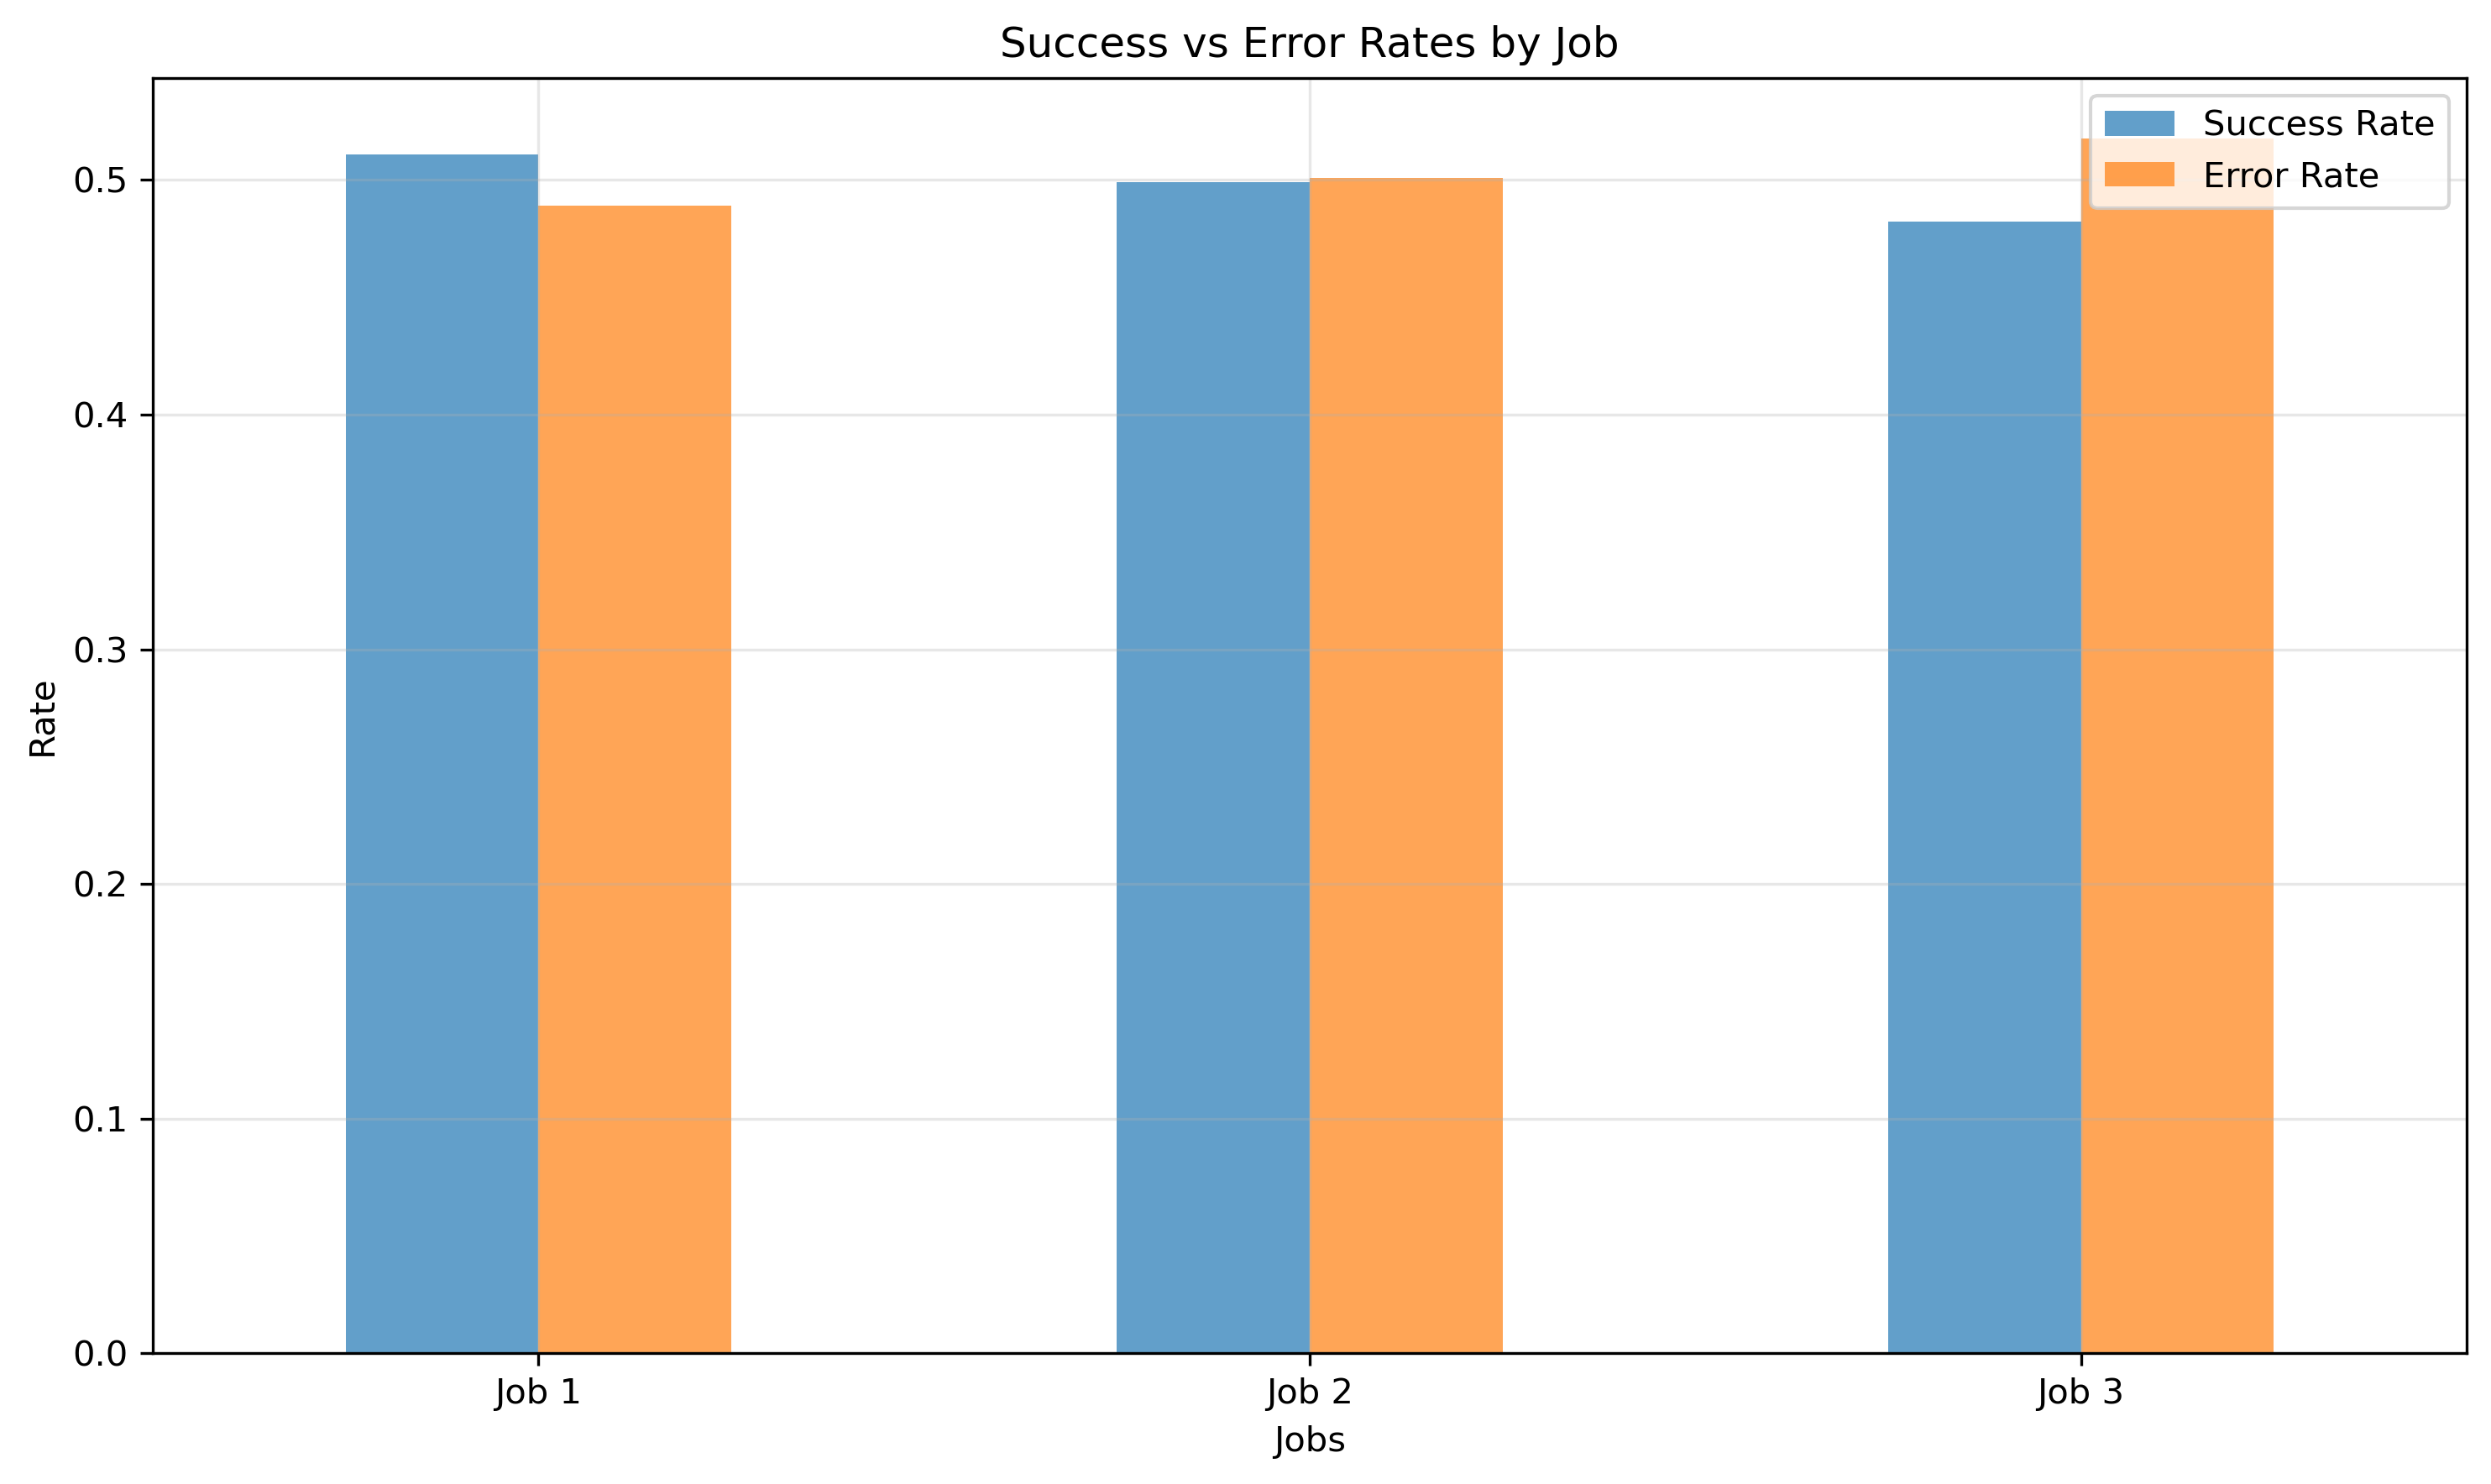 Success vs Error Rates by Job
Success Rate
Error Rate
0.5
0.4
0.3
0.2
0.1
0.0
Rate
Job 1
Job 2
Job 3
Jobs